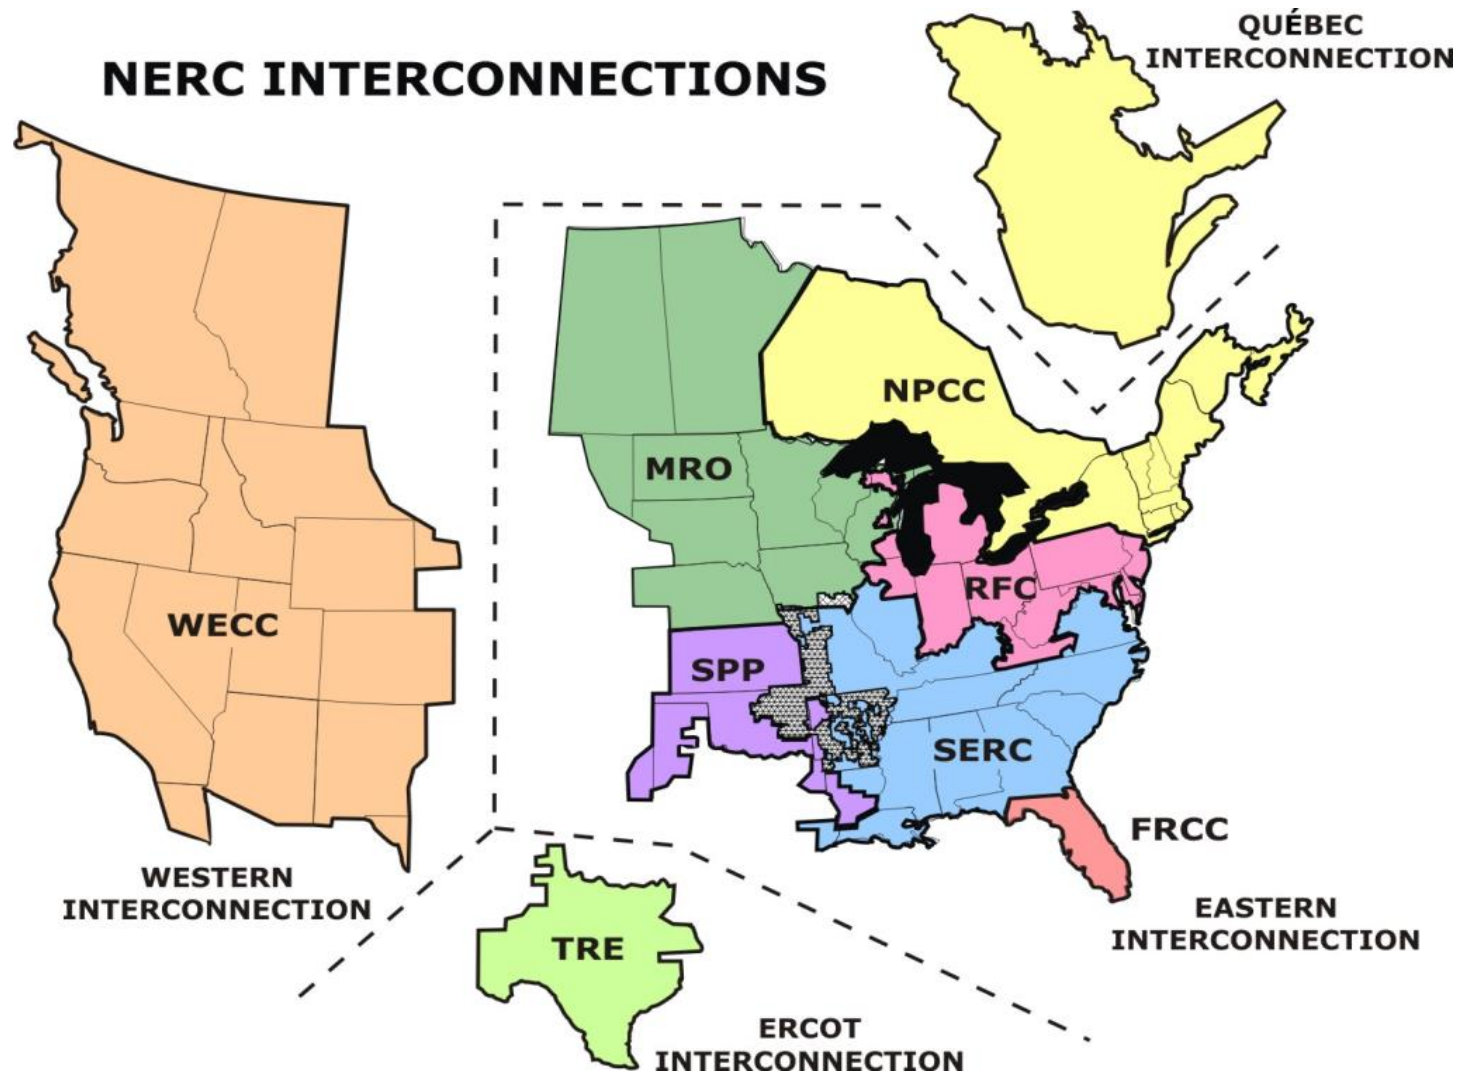 QUÉBEC
INTERCONNECTION
NERC INTERCONNECTIONS
NPCC
MRO
RFC
WECC
SPP
SERC
FRCC
WESTERN
INTERCONNECTION
EASTERN
INTERCONNECTION
TRE
ERCOT
INTERCONNECTION